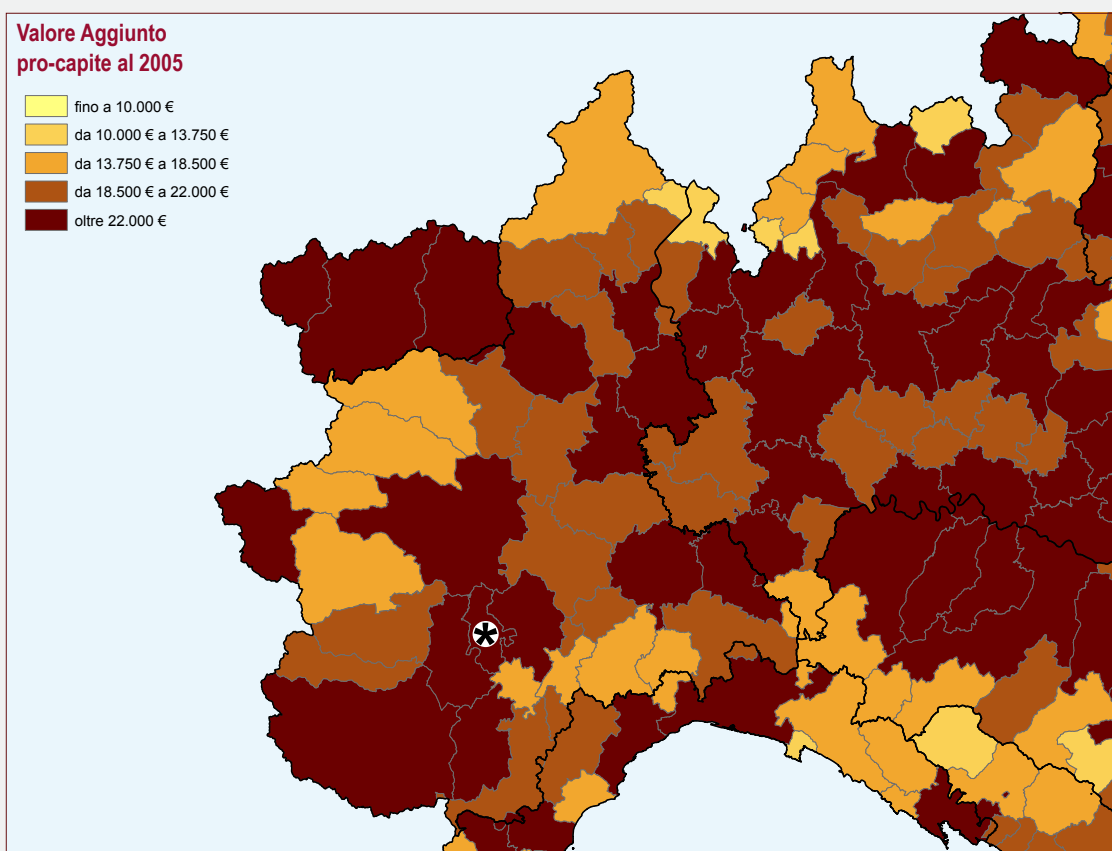 Valore Aggiunto
pro-capite al 2005
fino a 10.000 €
da 10.000 € a 13.750 €
da 13.750 € a 18.500 €
da 18.500 € a 22.000 €
oltre 22.000 €